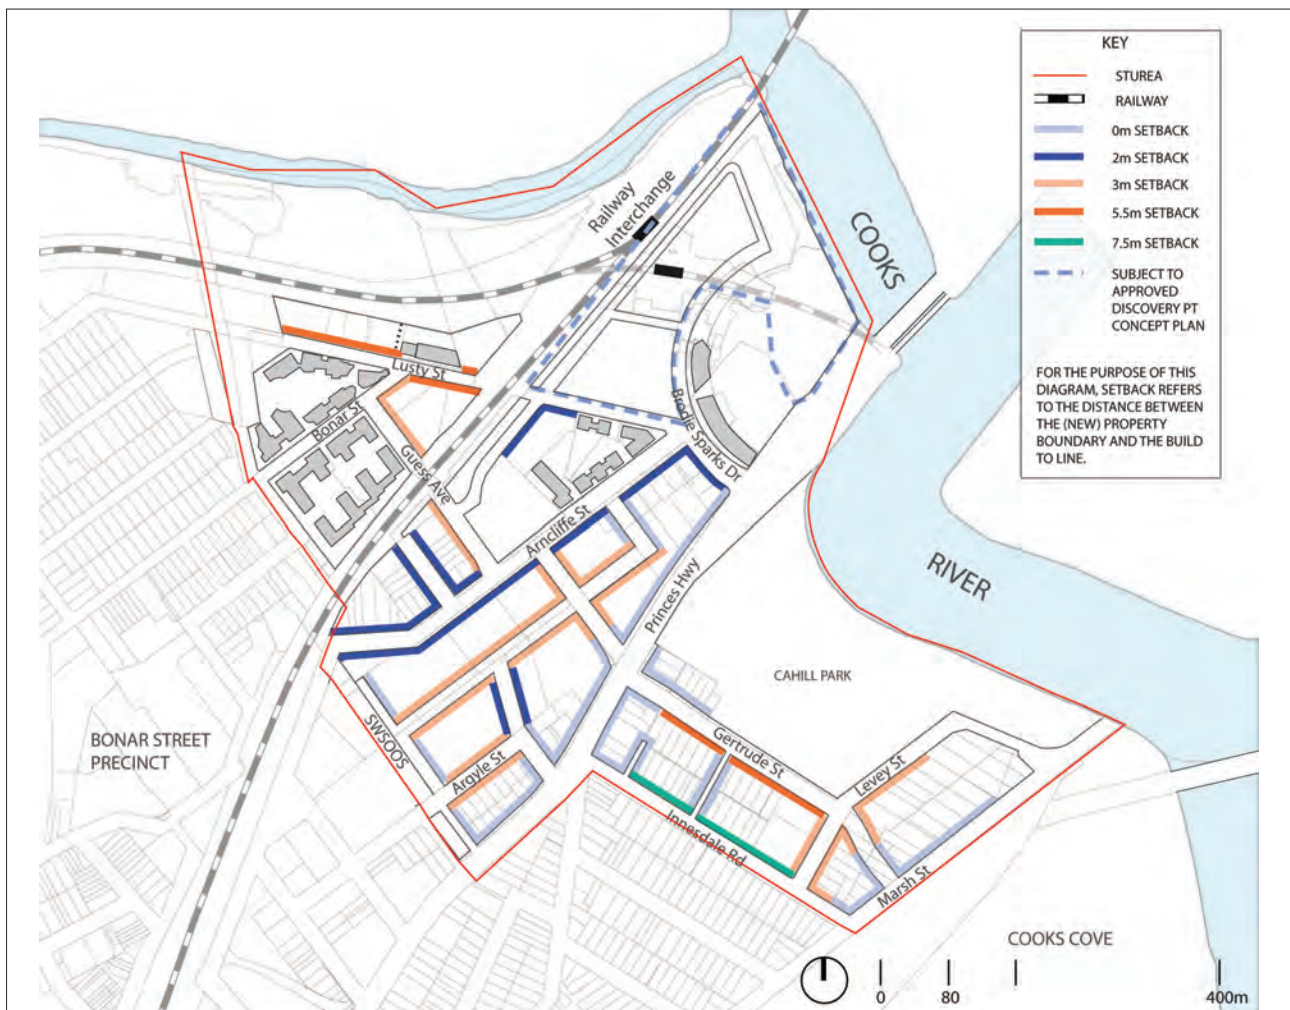 KEY
STUREA
RAILWAY
0m SETBACK
2m SETBACK
3m SETBACK
5.5m SETBACK
7.5m SETBACK
SUBJECT TO
APPROVED
DISCOVERY PT
CONCEPT PLAN
FOR THE PURPOSE OF THIS
DIAGRAM, SETBACK REFERS
TO THE DISTANCE BETWEEN
THE (NEW) PROPERTY
BOUNDARY AND THE BUILD
TO LINE.
Railway
Interchange
COOKS
RIVER
Lusty St
Bonar St
Guess Ave
Brodie Sparks Dr
Arncliffe St
Princes Hwy
CAHILL PARK
BONAR STREET
PRECINCT
SWSOOS
Argyle St
Gertrude St
Levey St
Innesdale Rd
Marsh St
COOKS COVE
0
80
400m